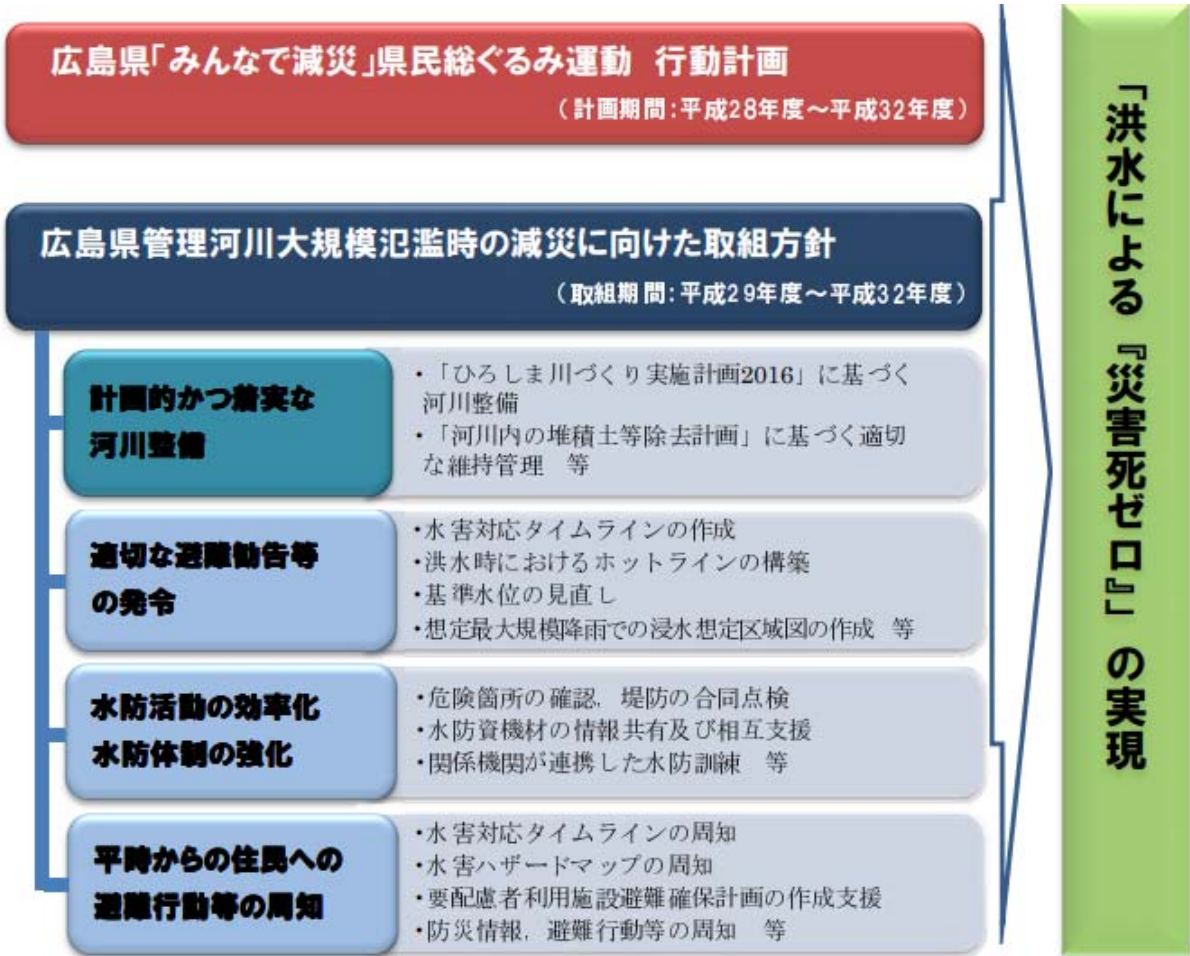 広島県「みんなで減災」県民総ぐるみ運動 行動計画
（計画期間：平成28年度～平成32年度）
広島県管理河川大規模氾濫時の減災に向けた取組方針
（取組期間：平成29年度～平成32年度）
計画的かつ着実な
河川整備
・「ひろしま川づくり実施計画2016」に基づく
河川整備
・「河川内の堆積土等除去計画」に基づく適切
な維持管理 等
適切な避難勧告等
の発令
・水害対応タイムラインの作成
・洪水時におけるホットラインの構築
・基準水位の見直し
・想定最大規模降雨での浸水想定区域図の作成 等
水防活動の効率化
水防体制の強化
・危険箇所の確認，堤防の合同点検
・水防資機材の情報共有及び相互支援
・関係機関が連携した水防訓練 等
平時からの住民への
避難行動等の周知
・水害対応タイムラインの周知
・水害ハザードマップの周知
・要配慮者利用施設避難確保計画の作成支援
・防災情報，避難行動等の周知 等
「洪水による『災害死ゼロ』」の実現